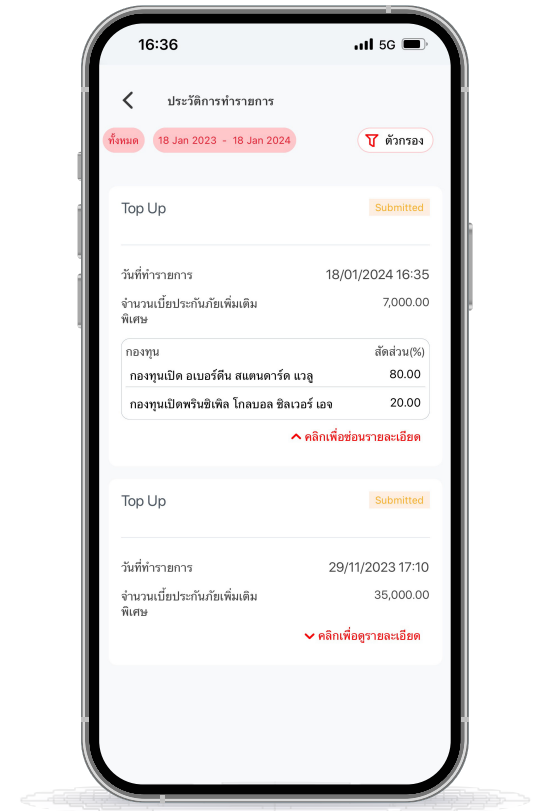 16:36
5G
ประวัติการทำรายการ
ทั้งหมด
18 Jan 2023 - 18 Jan 2024
ตัวกรอง
Top Up
Submitted
วันที่ทำรายการ
18/01/2024 16:35
จำนวนเบี้ยประกันภัยเพิ่มเติม
พิเศษ
7,000.00
กองทุน
สัดส่วน(%)
กองทุนเปิด อเบอร์ดีน สแตนดาร์ด แวลู
80.00
กองทุนเปิดพรินซิเพิล โกลบอล ซิลเวอร์ เอจ
20.00
คลิกเพื่อซ่อนรายละเอียด
Top Up
Submitted
วันที่ทำรายการ
29/11/2023 17:10
จำนวนเบี้ยประกันภัยเพิ่มเติม
พิเศษ
35,000.00
คลิกเพื่อดูรายละเอียด